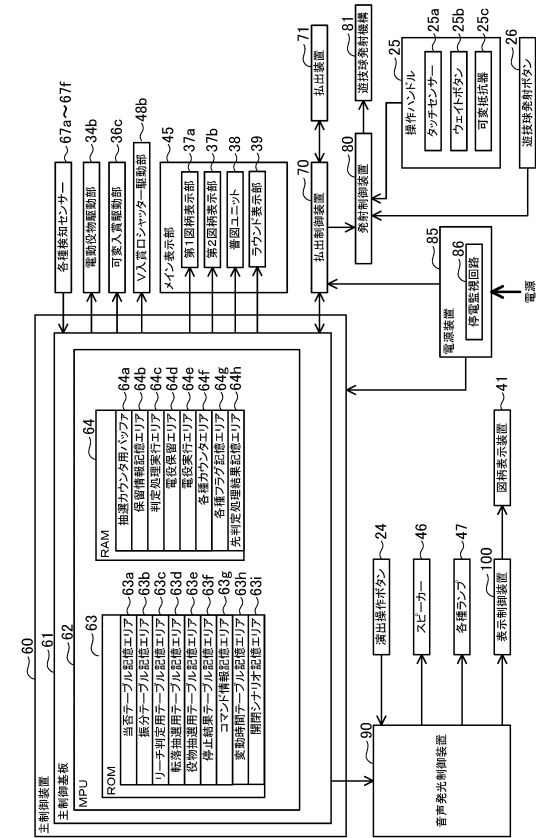 60
主制御装置
61
主制御基板
62
MPU
63
ROM
当否テーブル記憶エリア 63a
振分テーブル記憶エリア 63b
リーチ判定用テーブル記憶エリア 63c
転落抽選用テーブル記憶エリア 63d
役物抽選用テーブル記憶エリア 63e
停止結果テーブル記憶エリア 63f
コマンド情報記憶エリア 63g
変動時間テーブル記憶エリア 63h
開閉シナリオ記憶エリア 63i
64
RAM
抽選カウンタ用バッファ 64a
保留情報記憶エリア 64b
判定処理実行エリア 64c
電役保留エリア 64d
電役実行エリア 64e
各種カウンタエリア 64f
各種フラグ記憶エリア 64g
先判定処理結果記憶エリア 64h
各種検知センサー 67a～67f
電動役物駆動部 34b
可変入賞駆動部 36c
V入賞口シャッター駆動部 48b
メイン表示部 45
第1図柄表示部 37a
第2図柄表示部 37b
普図ユニット 38
ラウンド表示部 39
払出制御装置 70
払出装置 71
発射制御装置 80
遊技球発射機構 81
操作ハンドル 25
タッチセンサー 25a
ウェイトボタン 25b
可変抵抗器 25c
遊技球発射ボタン 26
電源装置 85
停電監視回路 86
電源
音声発光制御装置 90
演出操作ボタン 24
スピーカー 46
各種ランプ 47
表示制御装置 100
図柄表示装置 41